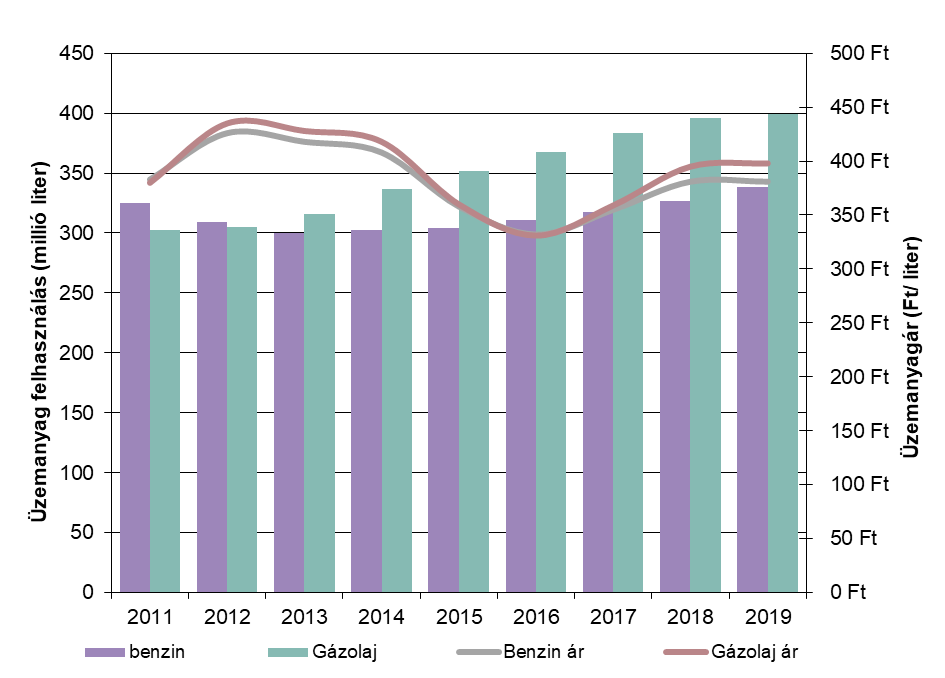 Üzemanyag felhasználás (millió liter)
450
400
350
300
250
200
150
100
50
0
500 Ft
450 Ft
400 Ft
350 Ft
300 Ft
250 Ft
200 Ft
150 Ft
100 Ft
50 Ft
0 Ft
Üzemanyagár (Ft/ liter)
2011 2012 2013 2014 2015 2016 2017 2018 2019
benzin Gázolaj Benzin ár Gázolaj ár